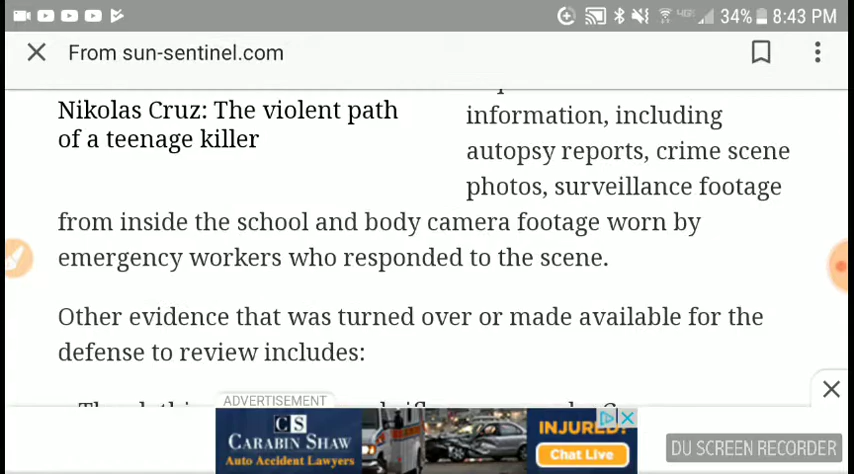 34% 8:43 PM
From sun-sentinel.com
Nikolas Cruz: The violent path
of a teenage killer
information, including
autopsy reports, crime scene
photos, surveillance footage
from inside the school and body camera footage worn by
emergency workers who responded to the scene.
Other evidence that was turned over or made available for the
defense to review includes:
ADVERTISEMENT
CS
CARABIN SHAW
Auto Accident Lawyers
INJURED?
Chat Live
DU SCREEN RECORDER